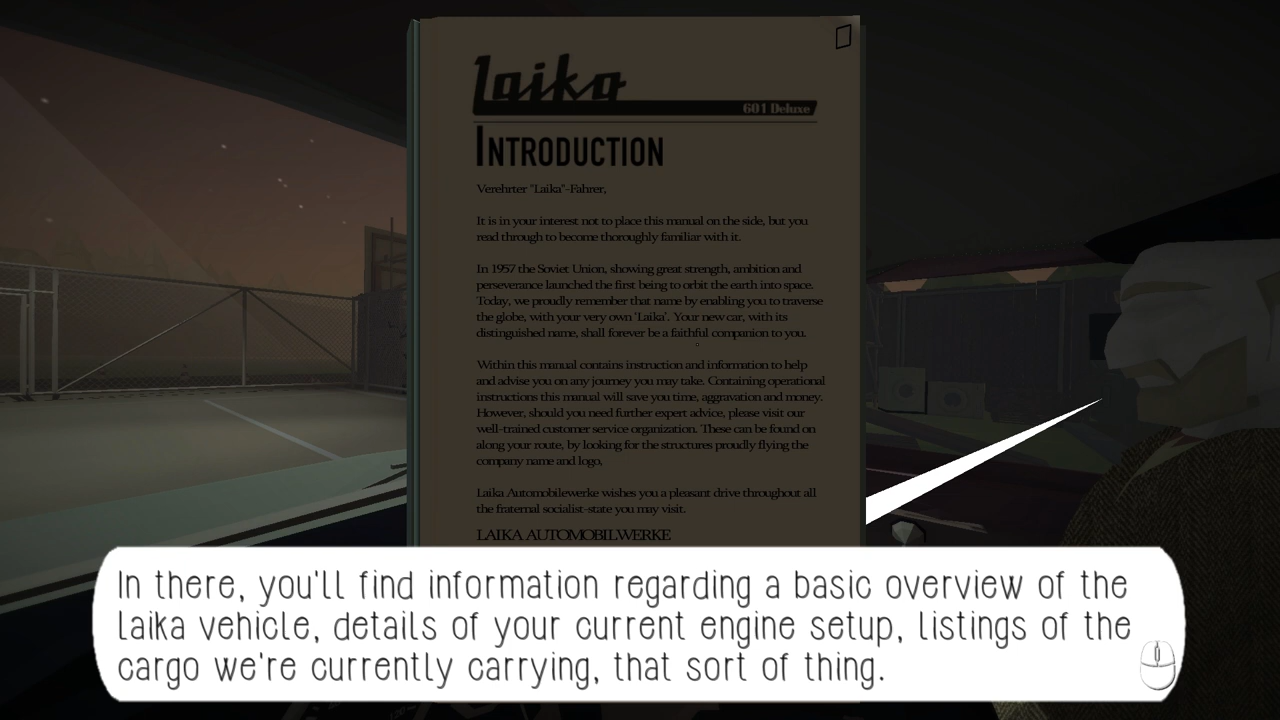 Laika
601 Deluxe
INTRODUCTION
Verehrter "Laika"-Fahrer,
It is in your interest not to place this manual on the side, but you
read through to become thoroughly familiar with it.
In 1957 the Soviet Union, showing great strength, ambition and
perseverance launched the first being to orbit the earth into space.
Today, we proudly remember that name by enabling you to traverse
the globe, with your very own 'Laika'. Your new car, with its
distinguished name, shall forever be a faithful companion to you.
Within this manual contains instruction and information to help
and advise you on any journey you may take. Containing operational
instructions this manual will save you time, aggravation and money.
However, should you need further expert advice, please visit our
well-trained customer service organization. These can be found on
along your route, by looking for the structures proudly flying the
company name and logo,
Laika Automobilewerke wishes you a pleasant drive throughout all
the fraternal socialist-state you may visit.
LAIKA AUTOMOBILWERKE
In there, you'll find information regarding a basic overview of the
Laika vehicle, details of your current engine setup, listings of the
cargo we're currently carrying, that sort of thing.